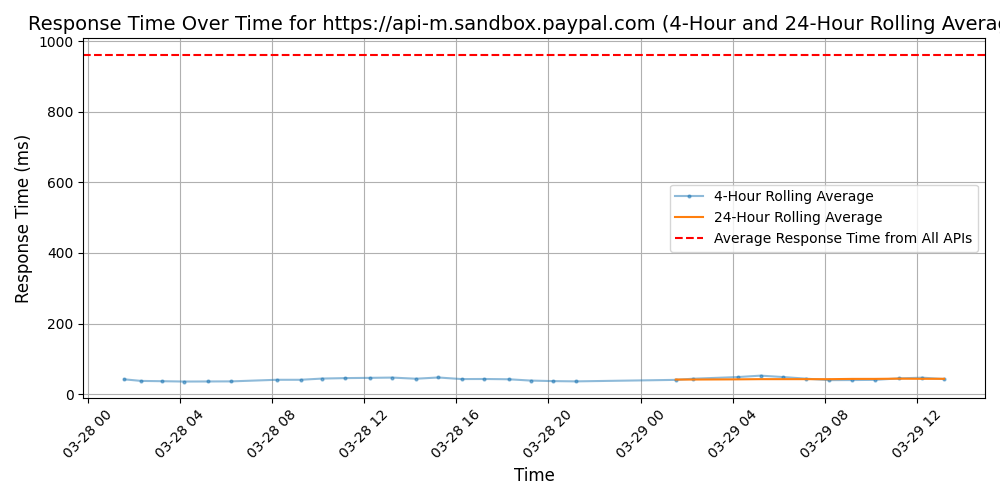 Response Time Over Time for https://api-m.sandbox.paypal.com (4-Hour and 24-Hour Rolling Averag
Response Time (ms)
1000
800
600
400
200
0
4-Hour Rolling Average
24-Hour Rolling Average
Average Response Time from All APIs
03-28 00
03-28 04
03-28 08
03-28 12
03-28 16
03-28 20
03-29 00
03-29 04
03-29 08
03-29 12
Time